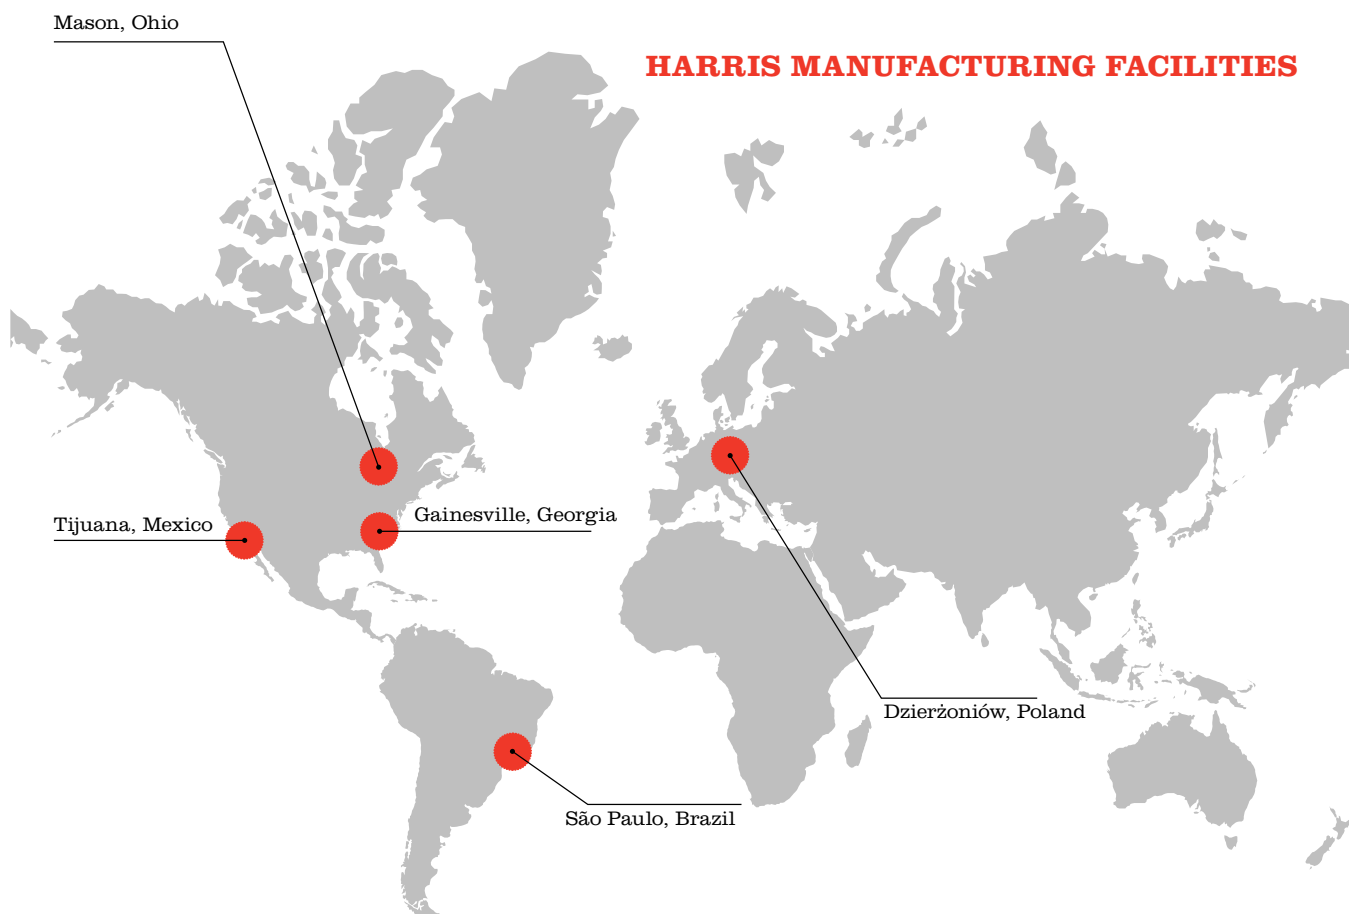 Mason, Ohio
HARRIS MANUFACTURING FACILITIES
Tijuana, Mexico
Gainesville, Georgia
Dzierżoniów, Poland
São Paulo, Brazil